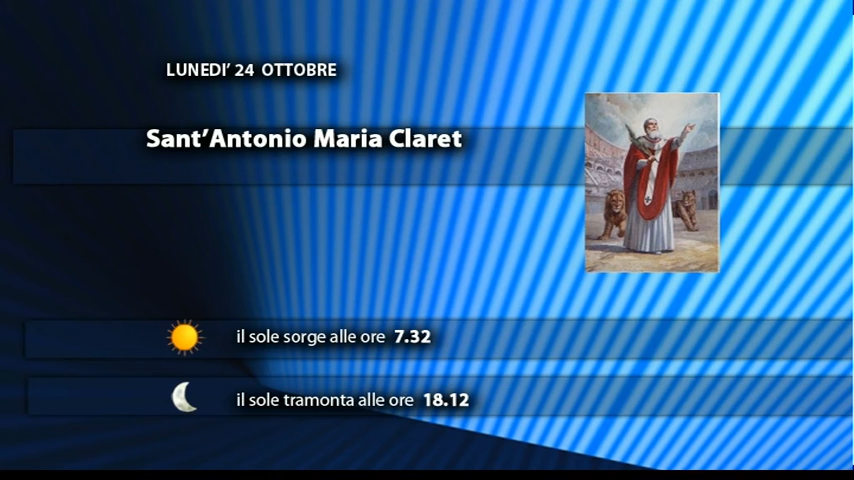 LUNEDI’ 24 OTTOBRE
Sant’Antonio Maria Claret
il sole sorge alle ore 7.32
il sole tramonta alle ore 18.12